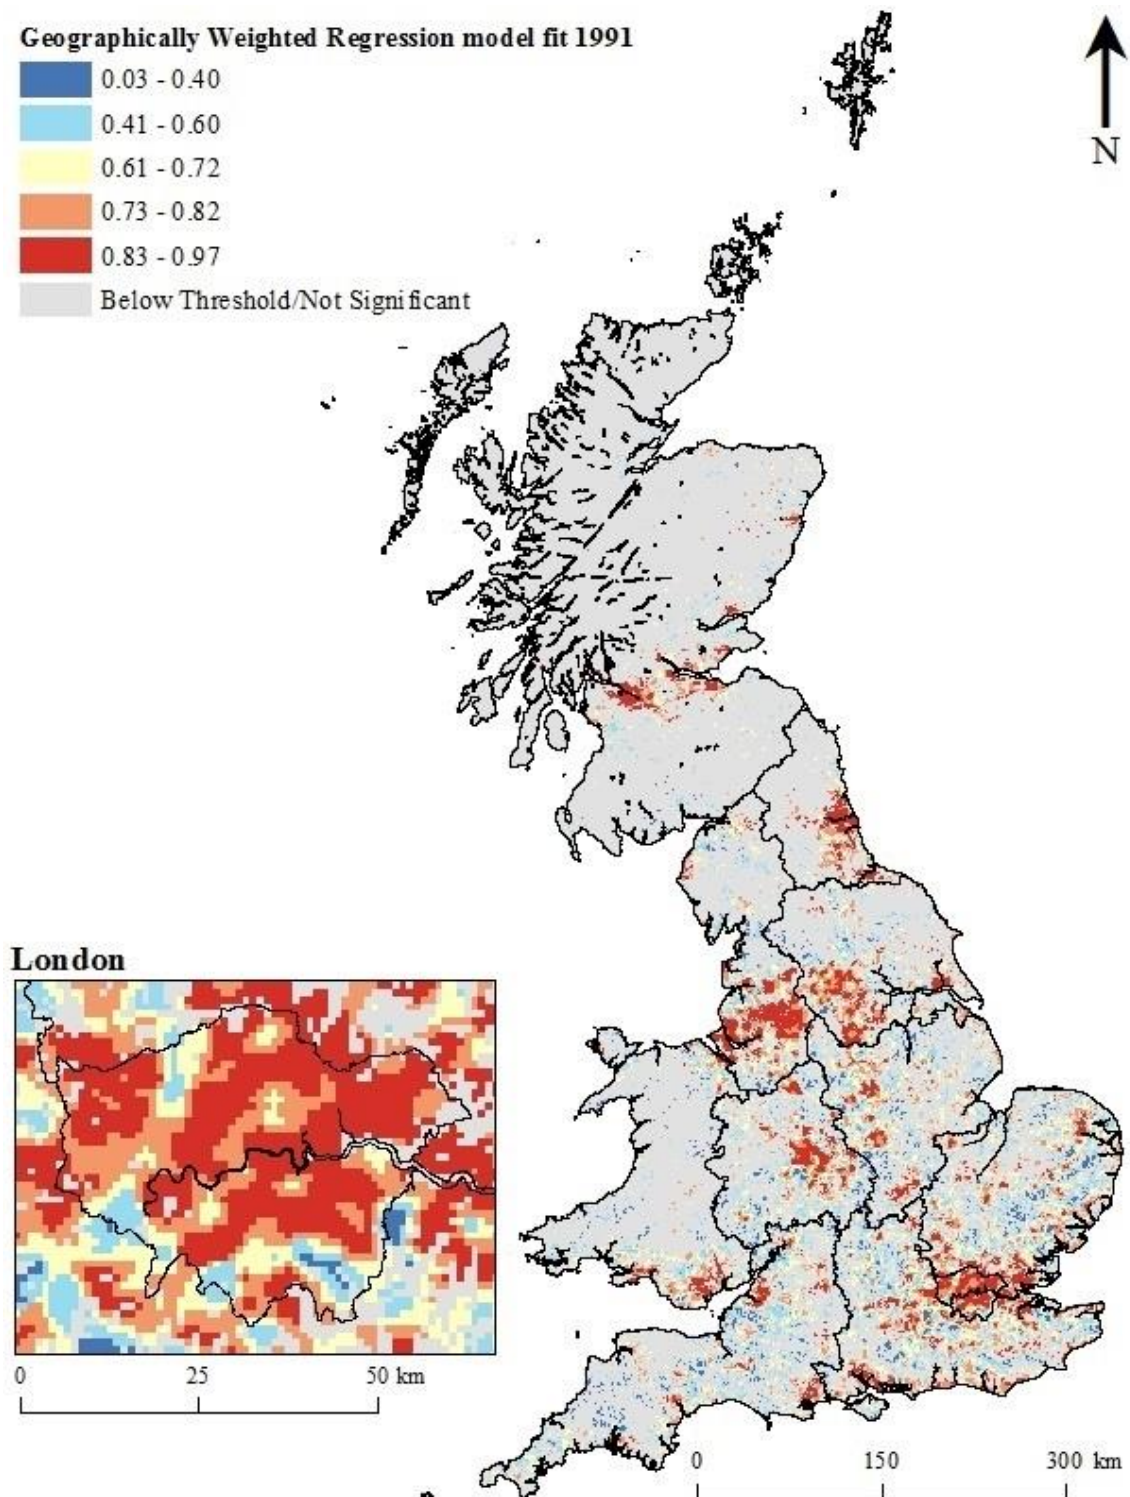 Geographically Weighted Regression model fit 1991
0.03 - 0.40
0.41 - 0.60
0.61 - 0.72
0.73 - 0.82
0.83 - 0.97
Below Threshold/Not Significant
N
London
0 25 50 km
0 150 300 km